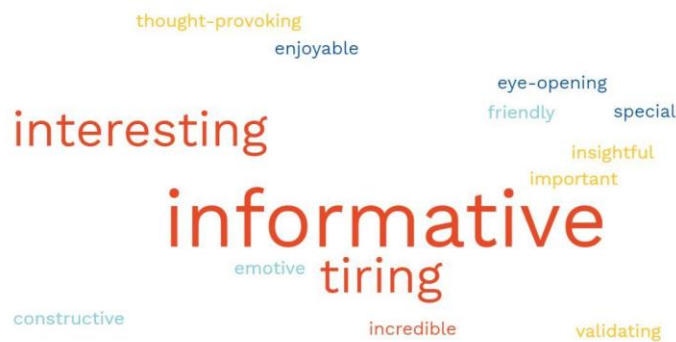 thought-provoking
enjoyable
eye-opening
friendly special
interesting
insightful
important
informative
emotive tiring
constructive
incredible validating